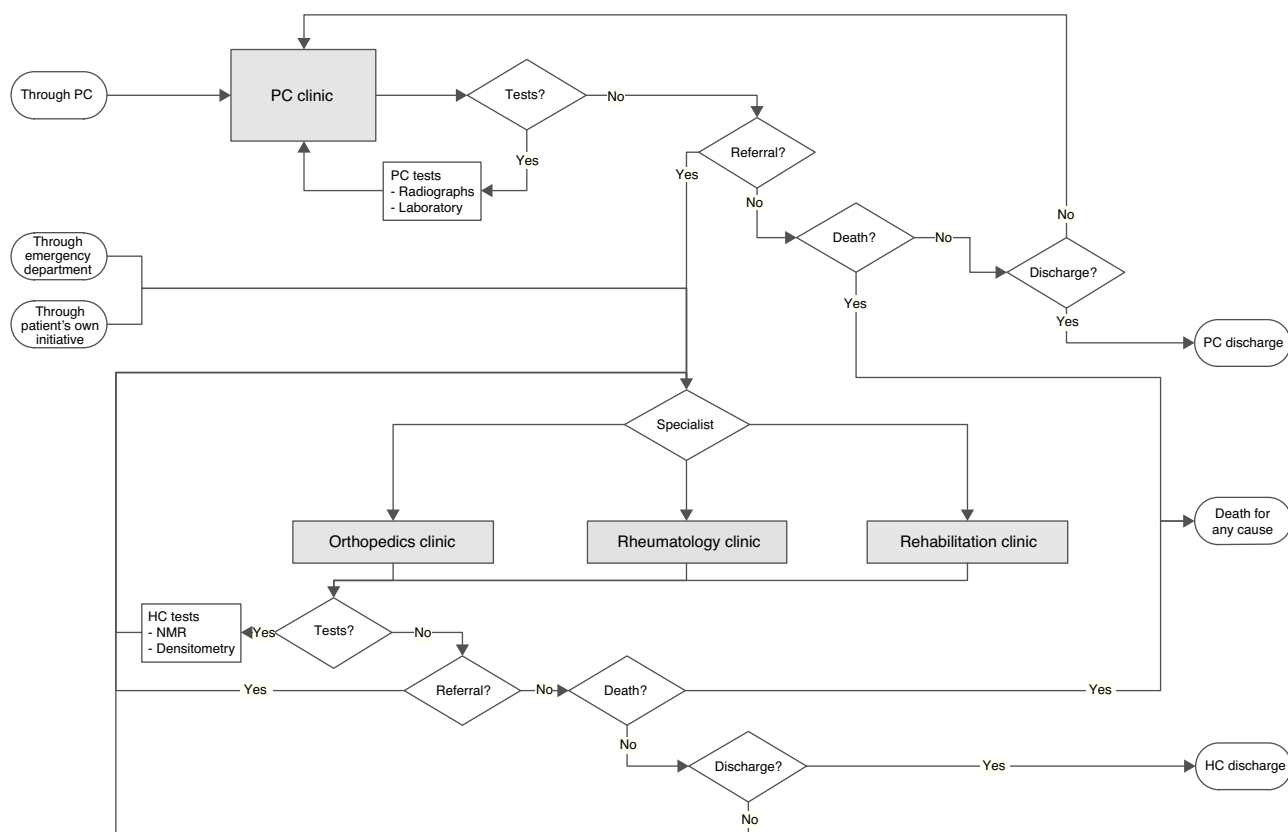 Through PC
PC clinic
Tests?
No
Yes
PC tests
- Radiographs
- Laboratory
Referral?
Yes
No
Death?
No
Yes
No
Discharge?
Yes
PC discharge
Through
emergency
department
Through
patient's own
initiative
Specialist
Orthopedics clinic
Rheumatology clinic
Rehabilitation clinic
Death for
any cause
HC tests
- NMR
- Densitometry
Yes
Tests?
No
Yes
Referral?
No
Death?
Yes
No
Discharge?
Yes
HC discharge
No